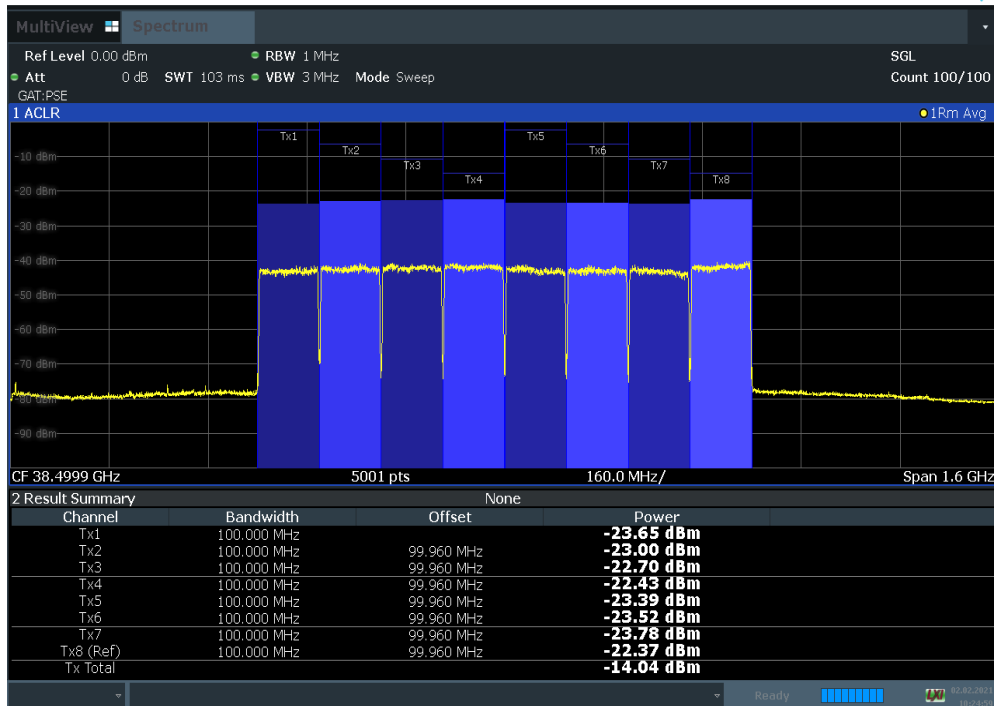 MultiView Spectrum
Ref Level 0.00 dBm RBW 1 MHz SGL
Att 0 dB SWT 103 ms VBW 3 MHz Mode Sweep Count 100/100
GAT:PSE
1 ACLR 1Rm Avg
Tx1 Tx5
Tx2 Tx6
Tx3 Tx7
Tx4 Tx8
-10 dBm
-20 dBm
-30 dBm
-40 dBm
-50 dBm
-60 dBm
-70 dBm
-80 dBm
-90 dBm
CF 38.4999 GHz 5001 pts 160.0 MHz/ Span 1.6 GHz
2 Result Summary None
Channel Bandwidth Offset Power
Tx1 100.000 MHz -23.65 dBm
Tx2 100.000 MHz 99.960 MHz -23.00 dBm
Tx3 100.000 MHz 99.960 MHz -22.70 dBm
Tx4 100.000 MHz 99.960 MHz -22.43 dBm
Tx5 100.000 MHz 99.960 MHz -23.39 dBm
Tx6 100.000 MHz 99.960 MHz -23.52 dBm
Tx7 100.000 MHz 99.960 MHz -23.78 dBm
Tx8 (Ref) 100.000 MHz 99.960 MHz -22.37 dBm
Tx Total -14.04 dBm
Ready LXI 02.02.2021